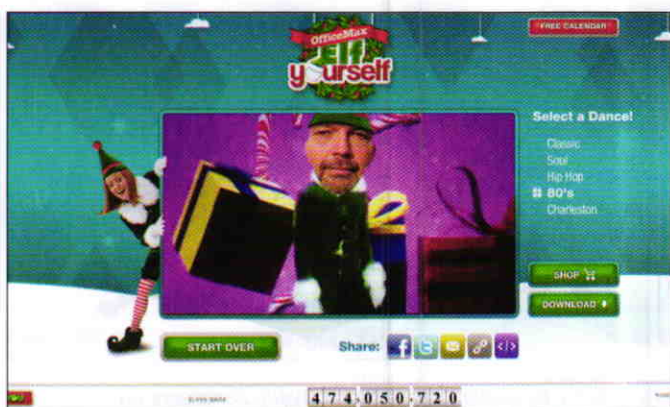 FREE CALENDAR
OfficeMax
Elf
yourself
Select a Dance!
Classic
Soul
Hip Hop
80's
Charleston
SHOP
DOWNLOAD
START OVER
Share:
f
t
</>
474,050,720